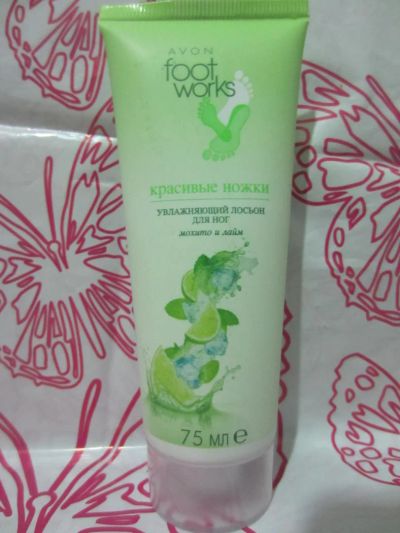 AVON
foot
works
красивые ножки
УВЛАЖНЯЮЩИЙ ЛОСЬОН
ДЛЯ НОГ
мохито и лайм
75 МЛ e